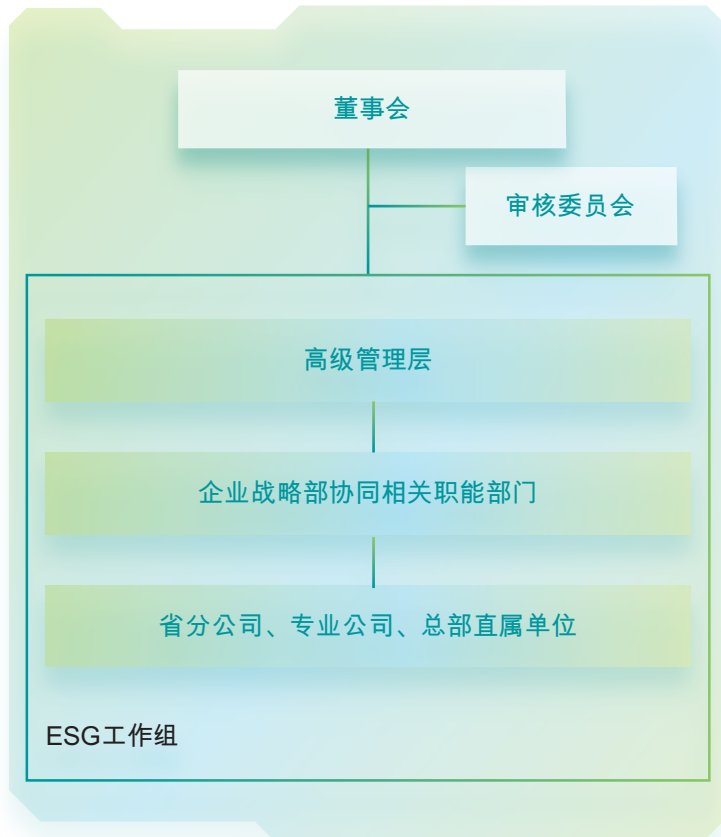 董事会
审核委员会
高级管理层
企业战略部协同相关职能部门
省分公司、专业公司、总部直属单位
ESG工作组